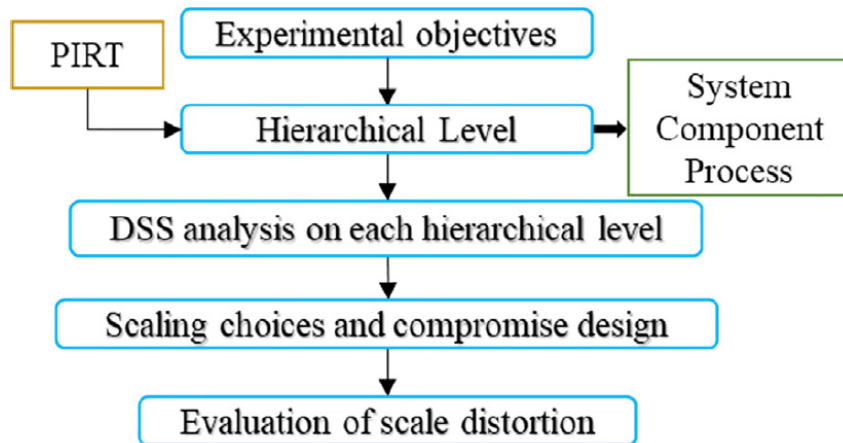 Experimental objectives
PIRT
Hierarchical Level
System
Component
Process
DSS analysis on each hierarchical level
Scaling choices and compromise design
Evaluation of scale distortion